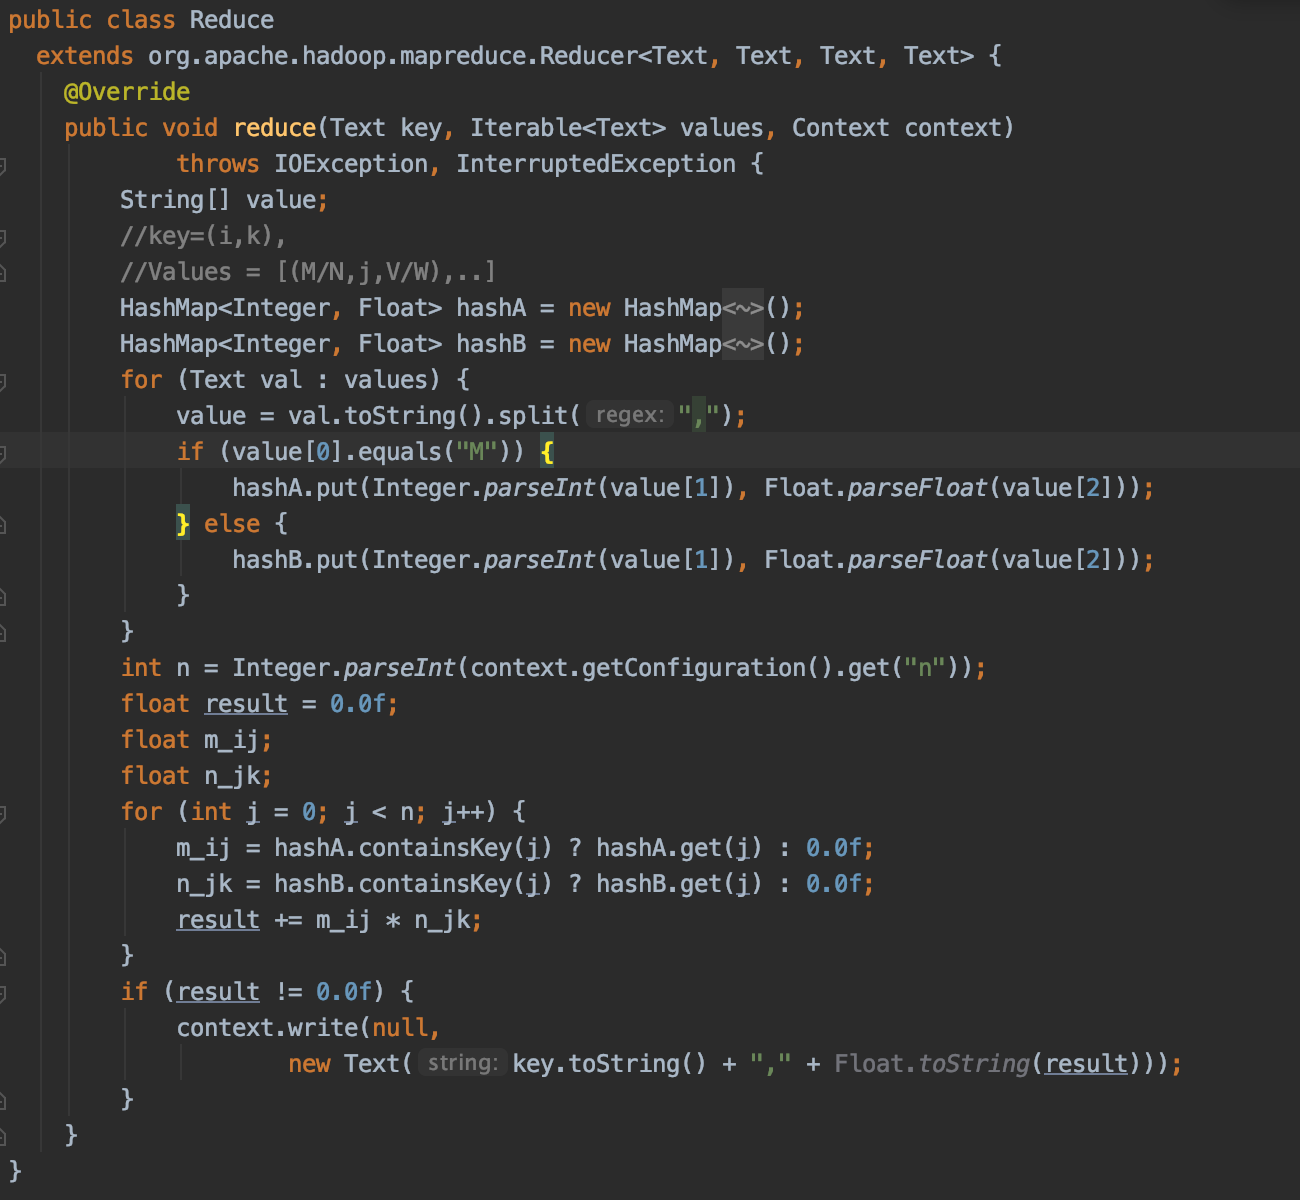 public class Reduce
extends org.apache.hadoop.mapreduce.Reducer<Text, Text, Text, Text> {
@Override
public void reduce(Text key, Iterable<Text> values, Context context)
throws IOException, InterruptedException {
String[] value;
//key=(i,k),
//Values = [(M/N,j,V/W),..]
HashMap<Integer, Float> hashA = new HashMap<~>();
HashMap<Integer, Float> hashB = new HashMap<~>();
for (Text val : values) {
value = val.toString().split( regex: ",");
if (value[0].equals("M")) {
hashA.put(Integer.parseInt(value[1]), Float.parseFloat(value[2]));
} else {
hashB.put(Integer.parseInt(value[1]), Float.parseFloat(value[2]));
}
}
int n = Integer.parseInt(context.getConfiguration().get("n"));
float result = 0.0f;
float m_ij;
float n_jk;
for (int j = 0; j < n; j++) {
m_ij = hashA.containsKey(j) ? hashA.get(j) : 0.0f;
n_jk = hashB.containsKey(j) ? hashB.get(j) : 0.0f;
result += m_ij * n_jk;
}
if (result != 0.0f) {
context.write(null,
new Text( string: key.toString() + "," + Float.toString(result)));
}
}
}